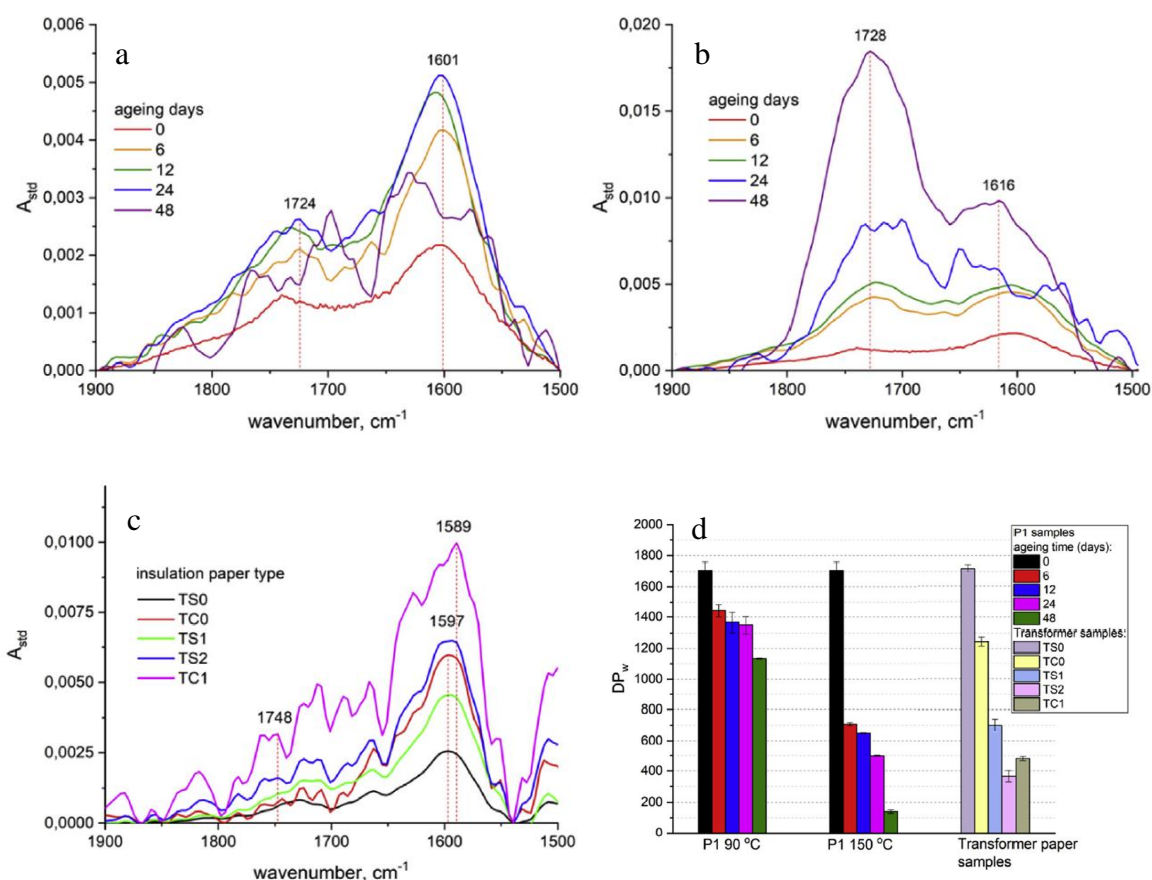 a
0,006
0,005
0,004
0,003
0,002
0,001
0,000
A_std
ageing days
0
6
12
24
48
1724
1601
1900
1800
1700
1600
1500
wavenumber, cm⁻¹
b
0,020
0,015
0,010
0,005
0,000
A_std
ageing days
0
6
12
24
48
1728
1616
1900
1800
1700
1600
1500
wavenumber, cm⁻¹
c
0,0100
0,0075
0,0050
0,0025
0,0000
A_std
insulation paper type
TS0
TC0
TS1
TS2
TC1
1748
1597
1589
1900
1800
1700
1600
1500
wavenumber, cm⁻¹
d
2000
1800
1600
1400
1200
1000
800
600
400
200
0
DP_w
P1 samples
ageing time (days):
0
6
12
24
48
Transformer samples:
TS0
TC0
TS1
TS2
TC1
P1 90 ºC
P1 150 ºC
Transformer paper
samples